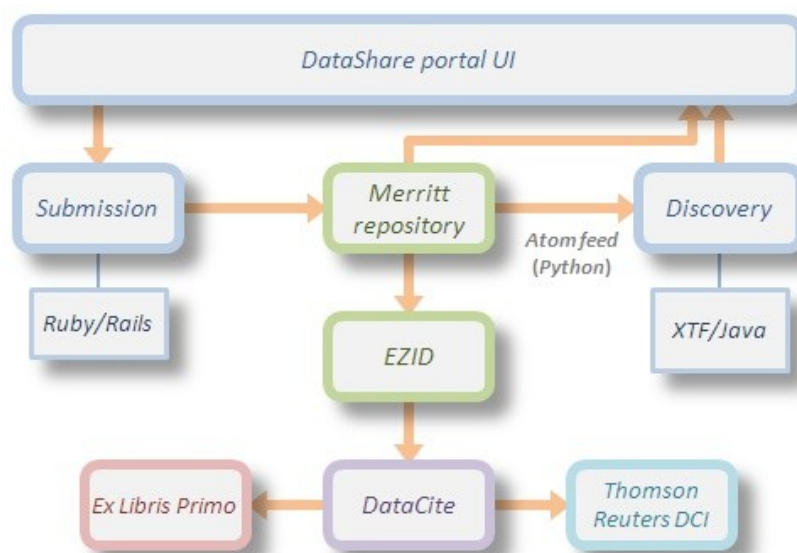 DataShare portal UI
Submission
Merritt
repository
Discovery
Atom feed
(Python)
Ruby/Rails
EZID
XTF/Java
Ex Libris Primo
DataCite
Thomson
Reuters DCI